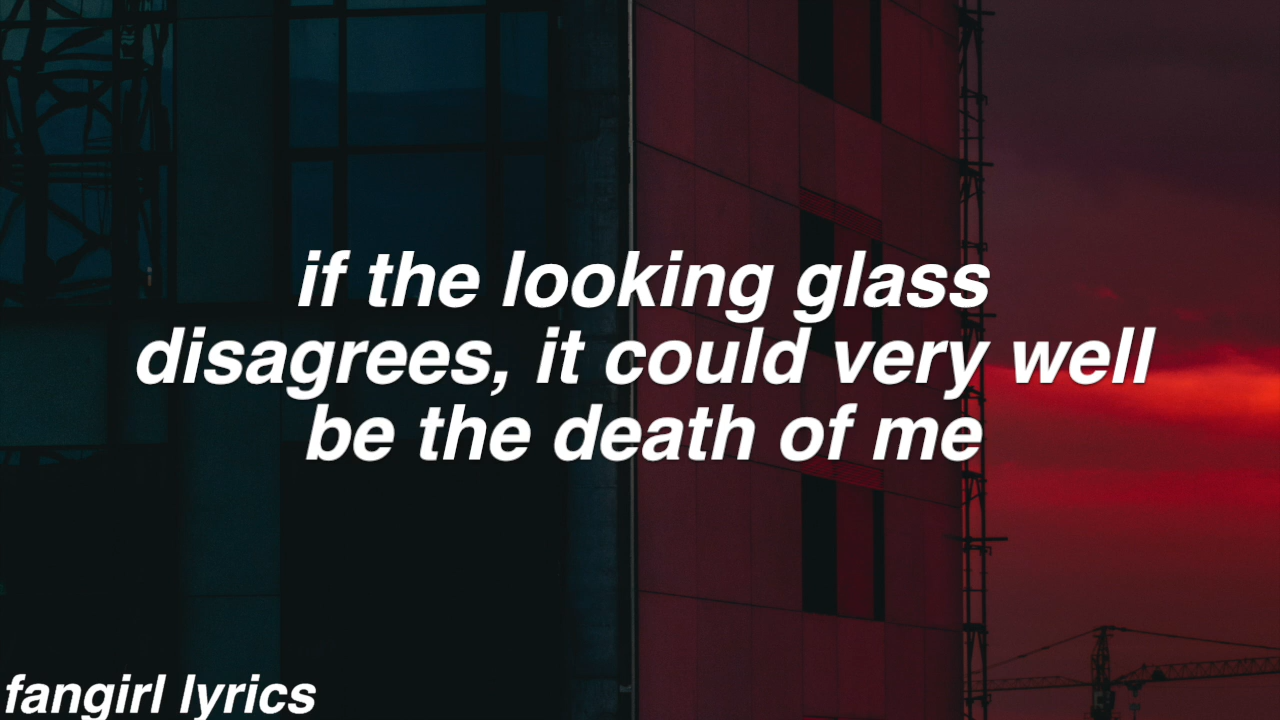 if the looking glass
disagrees, it could very well
be the death of me
fangirl lyrics